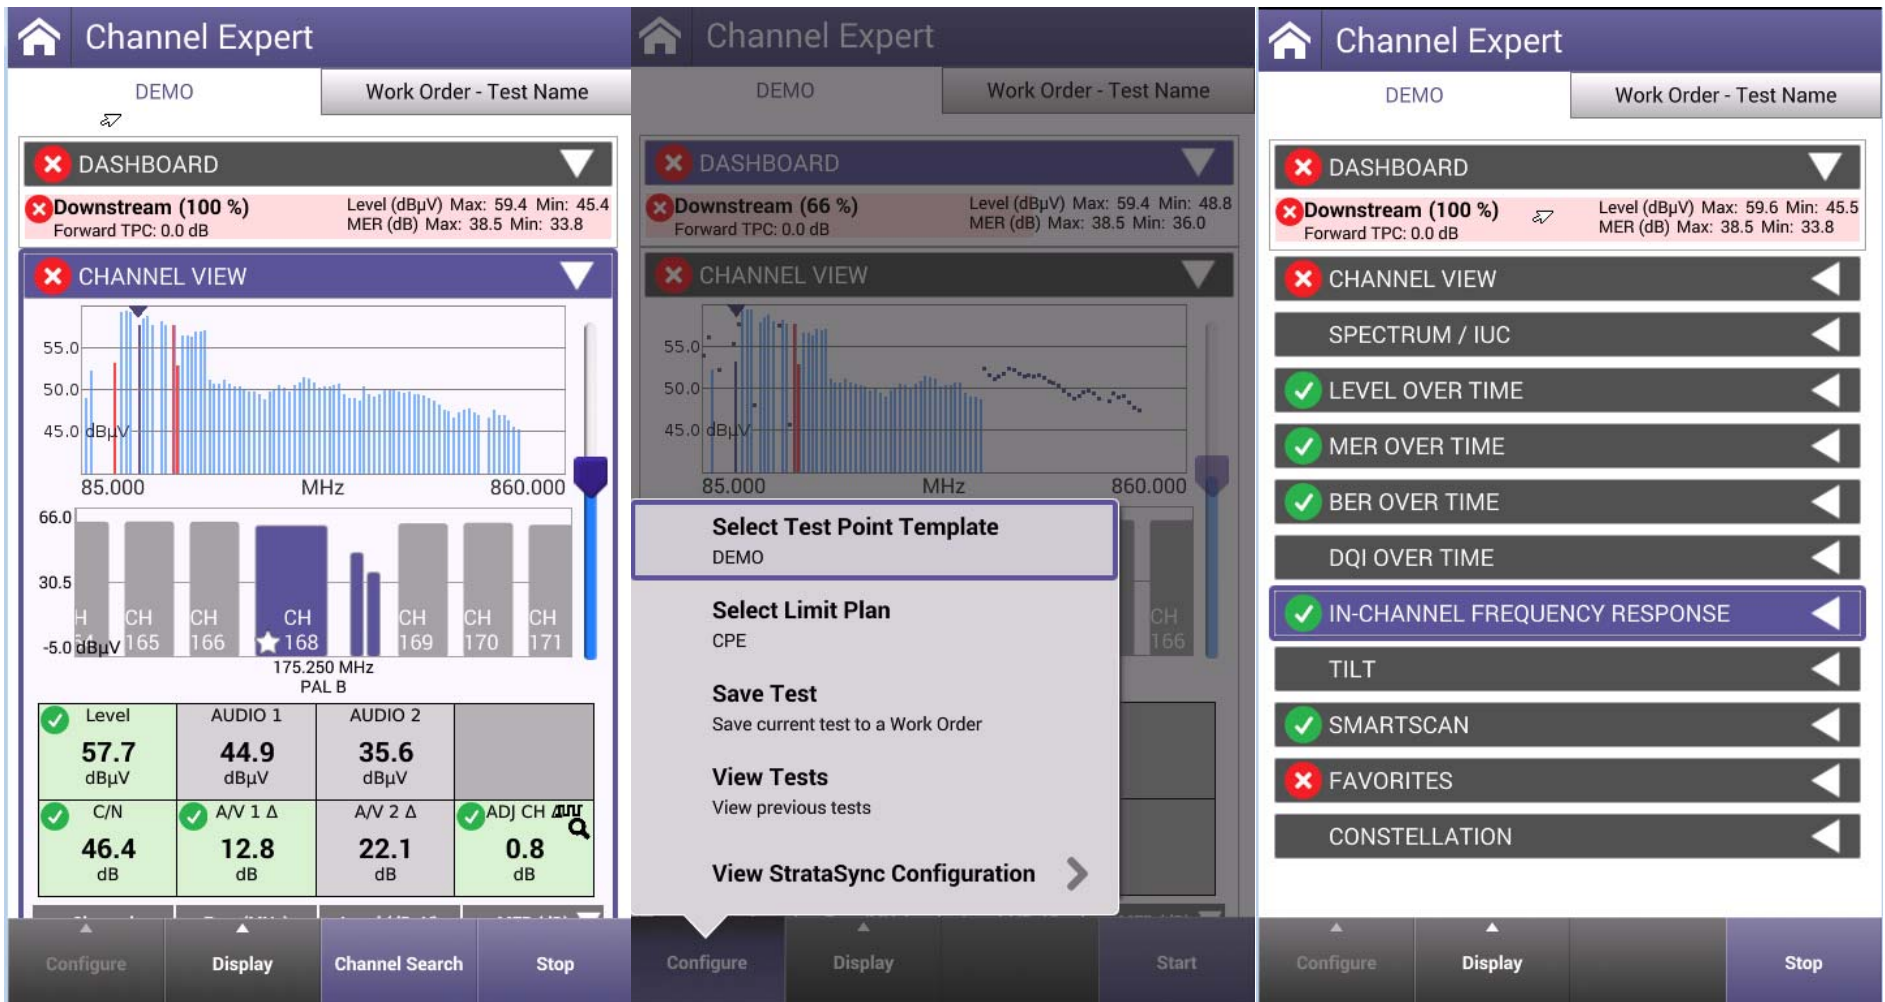 Channel Expert
DEMO
Work Order - Test Name
DASHBOARD
Downstream (100 %)
Forward TPC: 0.0 dB
Level (dBµV) Max: 59.4 Min: 45.4
MER (dB) Max: 38.5 Min: 33.8
CHANNEL VIEW
55.0
50.0
45.0 dBµV
85.000 MHz 860.000
66.0
30.5
-5.0 dBµV
CH 165
CH 166
CH 168
CH 169
CH 170
CH 171
175.250 MHz
PAL B
Level
57.7
dBµV
AUDIO 1
44.9
dBµV
AUDIO 2
35.6
dBµV
C/N
46.4
dB
A/V 1 Δ
12.8
dB
A/V 2 Δ
22.1
dB
ADJ CH
0.8
dB
Configure
Display
Channel Search
Stop
Channel Expert
DEMO
Work Order - Test Name
DASHBOARD
Downstream (66 %)
Forward TPC: 0.0 dB
Level (dBµV) Max: 59.4 Min: 48.8
MER (dB) Max: 38.5 Min: 36.0
CHANNEL VIEW
55.0
50.0
45.0 dBµV
85.000 MHz 860.000
CH 166
Select Test Point Template
DEMO
Select Limit Plan
CPE
Save Test
Save current test to a Work Order
View Tests
View previous tests
View StrataSync Configuration
Configure
Display
Start
Channel Expert
DEMO
Work Order - Test Name
DASHBOARD
Downstream (100 %)
Forward TPC: 0.0 dB
Level (dBµV) Max: 59.6 Min: 45.5
MER (dB) Max: 38.5 Min: 33.8
CHANNEL VIEW
SPECTRUM / IUC
LEVEL OVER TIME
MER OVER TIME
BER OVER TIME
DQI OVER TIME
IN-CHANNEL FREQUENCY RESPONSE
TILT
SMARTSCAN
FAVORITES
CONSTELLATION
Configure
Display
Stop